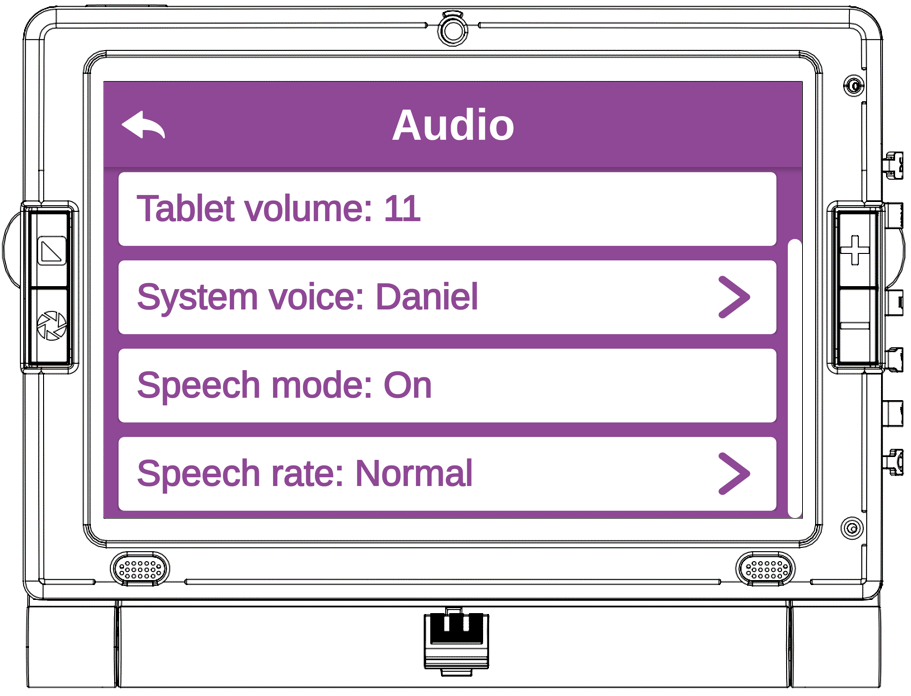 Audio
Tablet volume: 11
System voice: Daniel
Speech mode: On
Speech rate: Normal